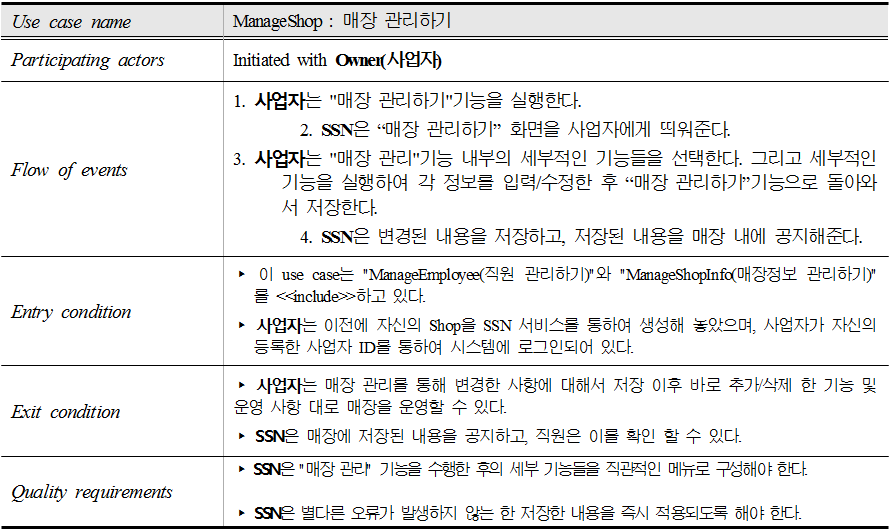 Use case name
ManageShop : 매장 관리하기
Participating actors
Initiated with Owner(사업자)
Flow of events
1. 사업자는 "매장 관리하기"기능을 실행한다.
2. SSN은 “매장 관리하기” 화면을 사업자에게 띄워준다.
3. 사업자는 "매장 관리"기능 내부의 세부적인 기능들을 선택한다. 그리고 세부적인
기능을 실행하여 각 정보를 입력/수정한 후 “매장 관리하기”기능으로 돌아와
서 저장한다.
4. SSN은 변경된 내용을 저장하고, 저장된 내용을 매장 내에 공지해준다.
Entry condition
▸ 이 use case는 "ManageEmployee(직원 관리하기)"와 "ManageShopInfo(매장정보 관리하기)"
를 <<include>>하고 있다.
▸ 사업자는 이전에 자신의 Shop을 SSN 서비스를 통하여 생성해 놓았으며, 사업자가 자신의
등록한 사업자 ID를 통하여 시스템에 로그인되어 있다.
Exit condition
▸ 사업자는 매장 관리를 통해 변경한 사항에 대해서 저장 이후 바로 추가/삭제 한 기능 및
운영 사항 대로 매장을 운영할 수 있다.
▸ SSN은 매장에 저장된 내용을 공지하고, 직원은 이를 확인 할 수 있다.
Quality requirements
▸ SSN은 "매장 관리" 기능을 수행한 후의 세부 기능들을 직관적인 메뉴로 구성해야 한다.
▸ SSN은 별다른 오류가 발생하지 않는 한 저장한 내용을 즉시 적용되도록 해야 한다.